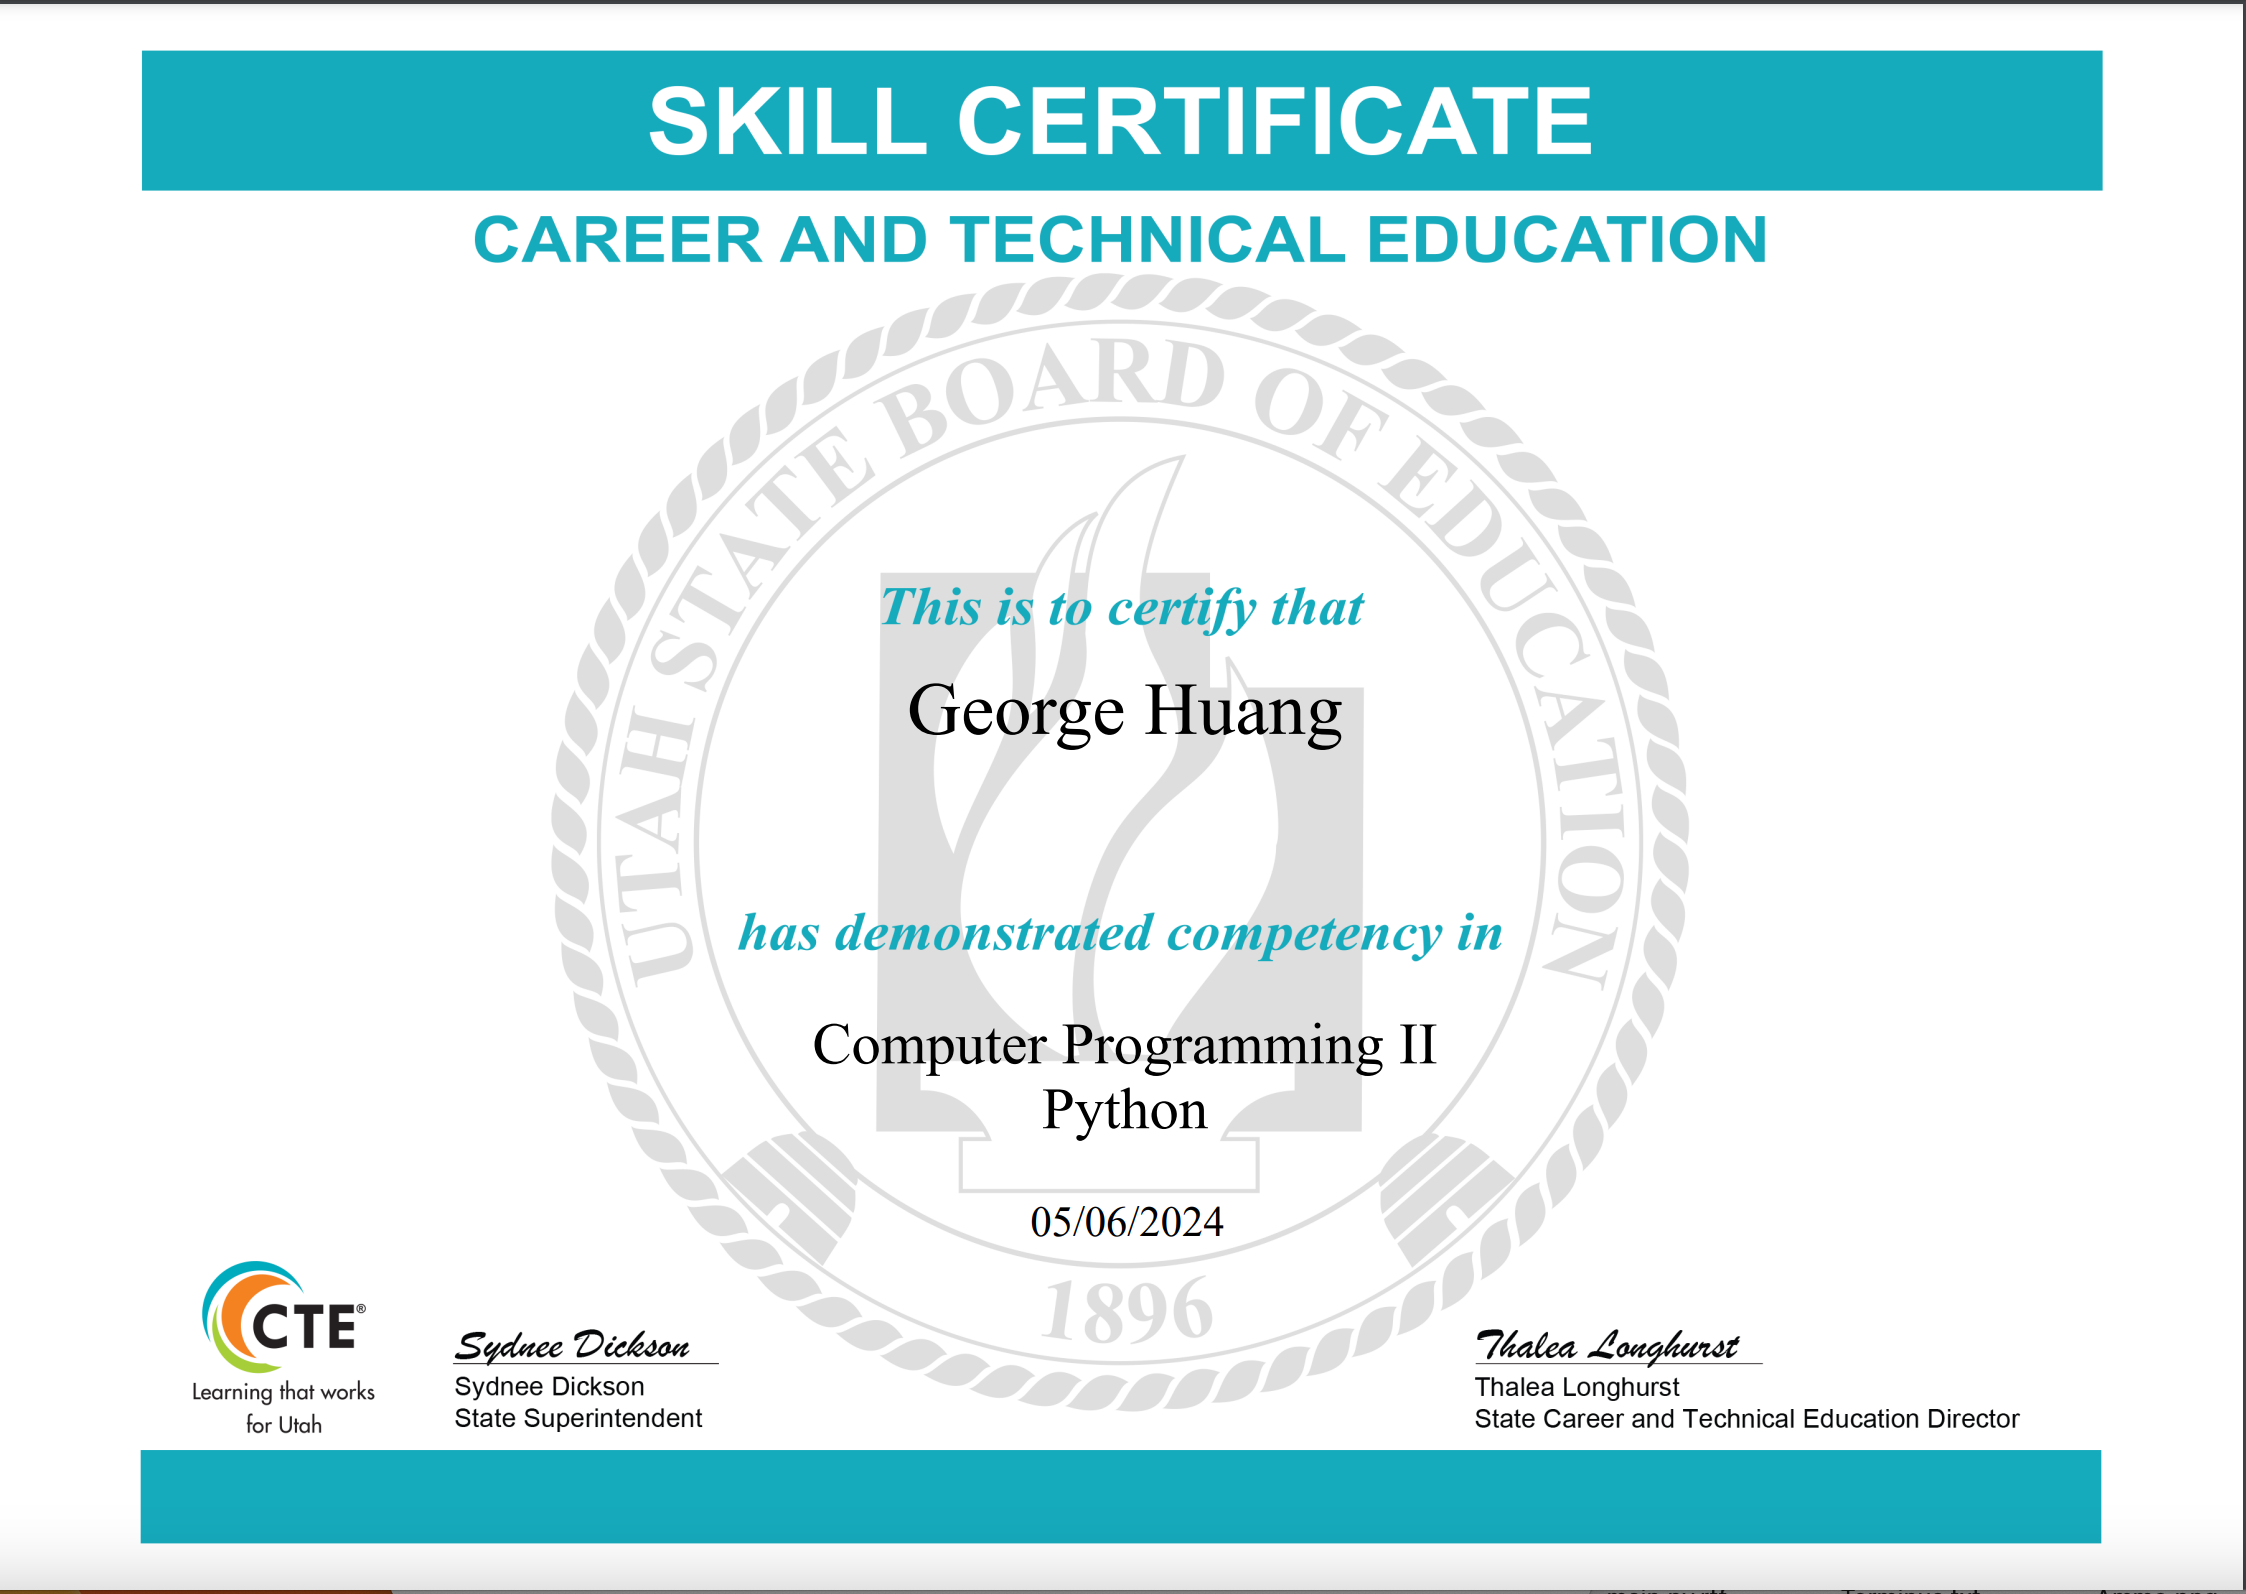 SKILL CERTIFICATE
CAREER AND TECHNICAL EDUCATION
UTAH STATE BOARD OF EDUCATION
This is to certify that
George Huang
has demonstrated competency in
Computer Programming II
Python
05/06/2024
1896
CTE®
Learning that works
for Utah
Sydnee Dickson
Sydnee Dickson
State Superintendent
Thalea Longhurst
Thalea Longhurst
State Career and Technical Education Director